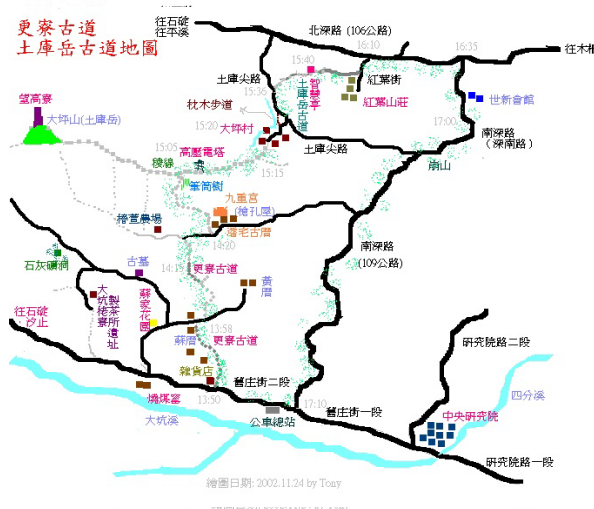 更寮古道
土庫岳古道地圖
往石碇
往平溪
北深路 (106公路)
16:10
16:35
往木柵
15:40
智慧亭
紅葉街
土庫尖路
15:36
土庫岳古道
紅葉山莊
世新會館
望高寮
大坪山(土庫岳)
枕木步道
15:20
大坪村
17:00
南深路
(深南路)
高壓電塔
15:05
稜線
土庫尖路
崩山
15:15
筆筒樹
九重宮
(槍孔厝)
潘宅古厝
椿萱農場
14:20
南深路
(109公路)
石灰礦洞
古墓
14:15
更寮古道
黃厝
大坑栳寮
製茶所遺址
蘇家花園
往石碇
汐止
13:58
蘇厝
更寮古道
研究院路二段
雜貨店
舊庄街二段
燒煤窯
13:50
17:10
舊庄街一段
四分溪
大坑溪
公車總站
中央研究院
研究院路一段
繪圖日期: 2002.11.24 by Tony